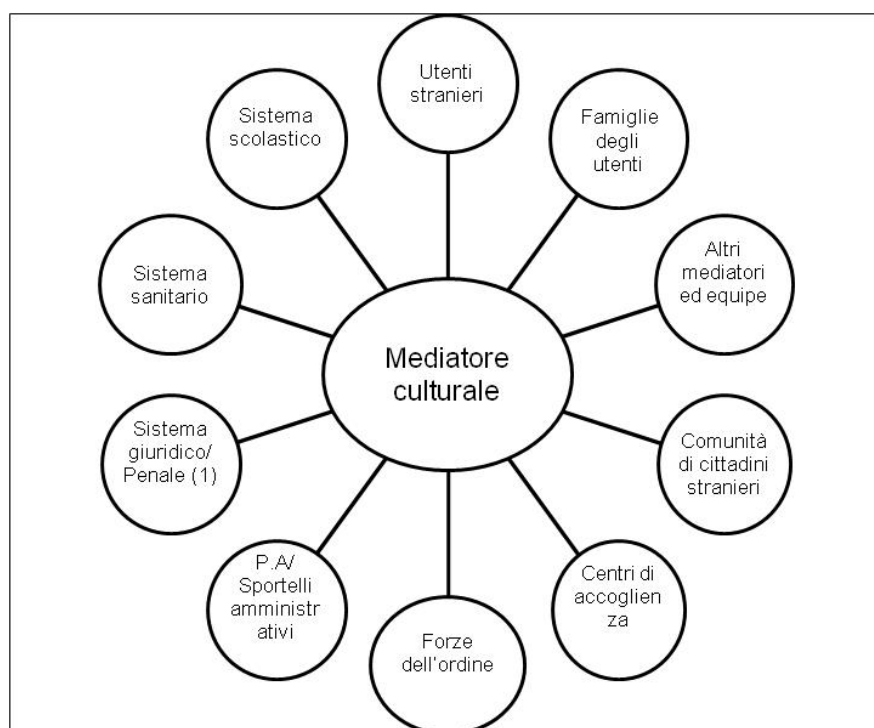 Utenti
stranieri
Famiglie
degli
utenti
Altri
mediatori
ed equipe
Comunità
di cittadini
stranieri
Centri di
accoglien
za
Forze
dell'ordine
P.A/
Sportelli
amministr
ativi
Sistema
giuridico/
Penale (1)
Sistema
sanitario
Sistema
scolastico
Mediatore
culturale